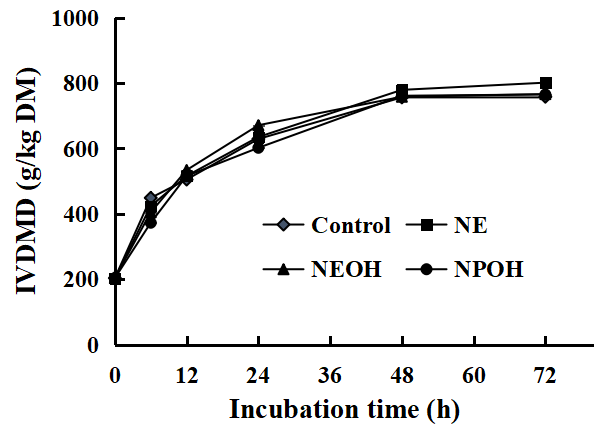 1000
800
600
400
200
0
IVDMD (g/kg DM)
Control NE
NEOH NPOH
0 12 24 36 48 60 72
Incubation time (h)